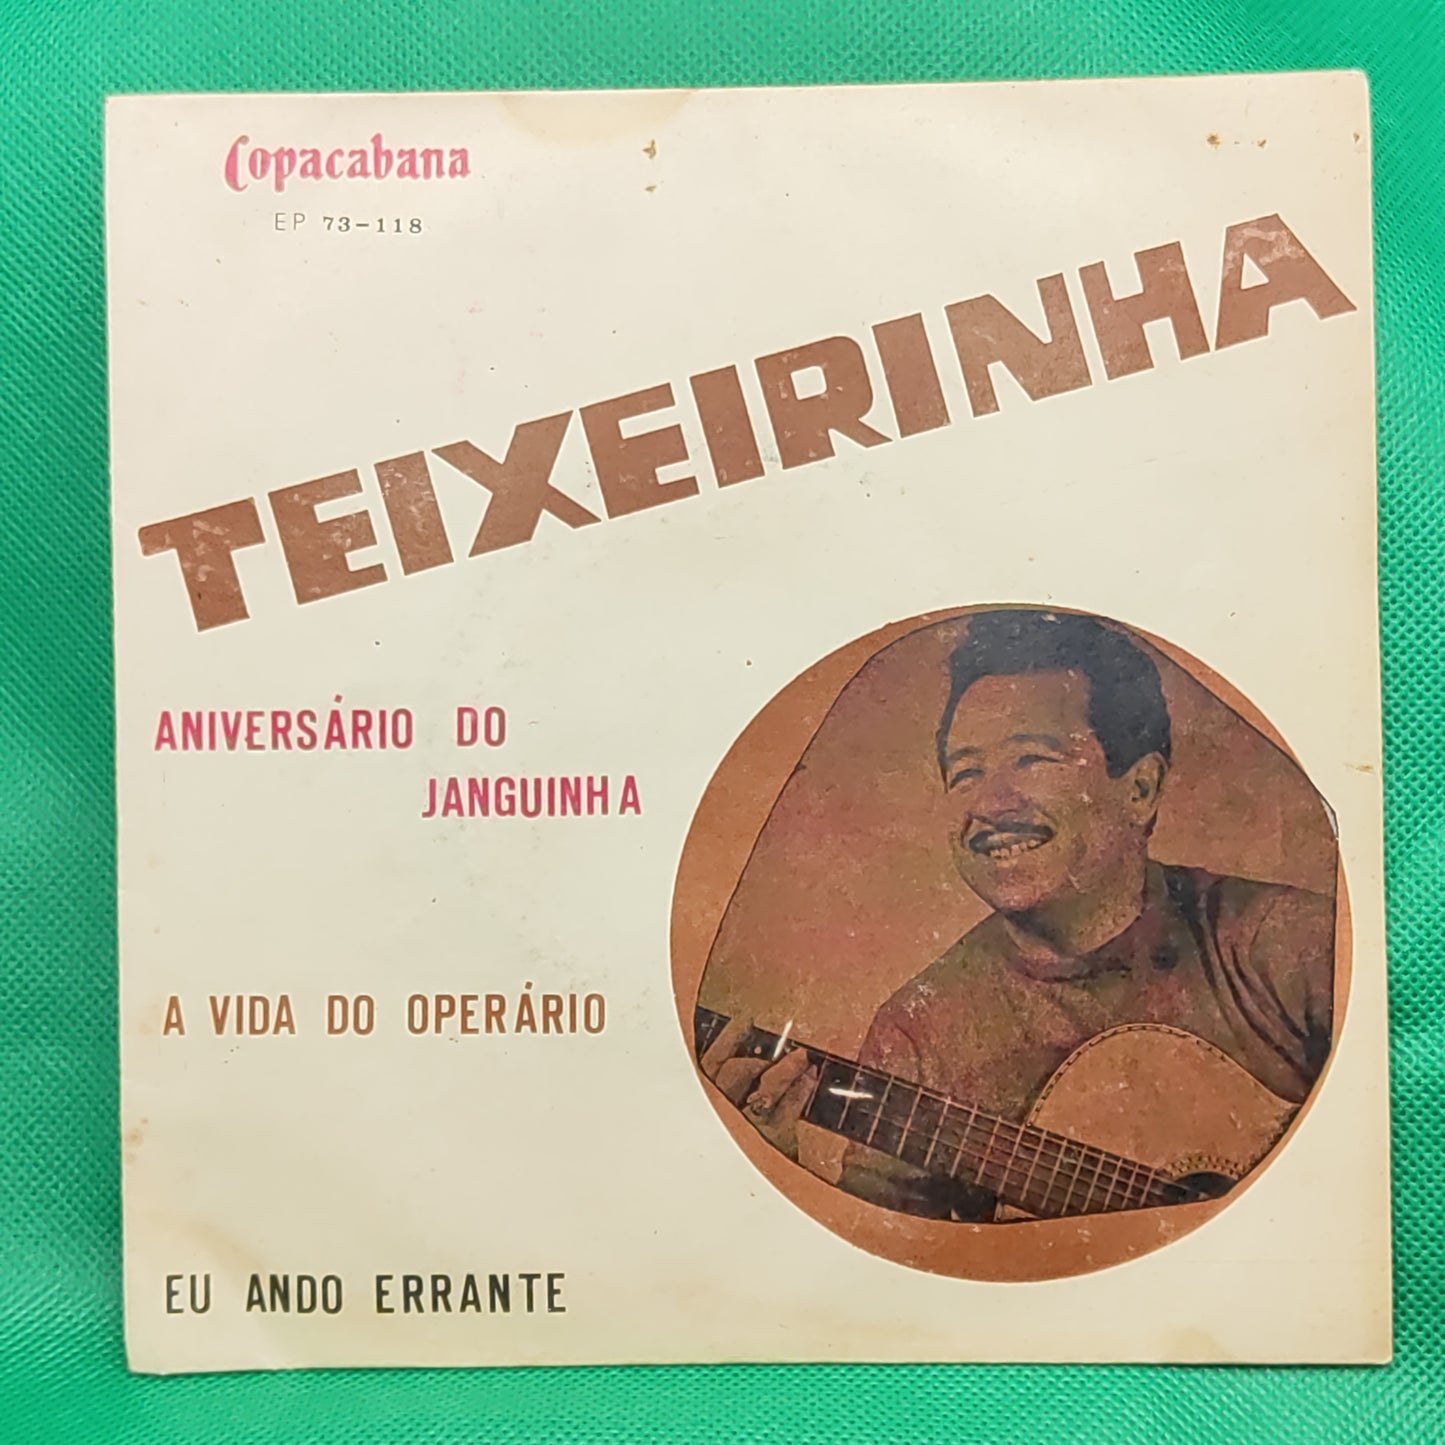 Copacabana
EP 73-118
TEIXEIRINHA
ANIVERSÁRIO DO
JANGUINHA
A VIDA DO OPERÁRIO
EU ANDO ERRANTE